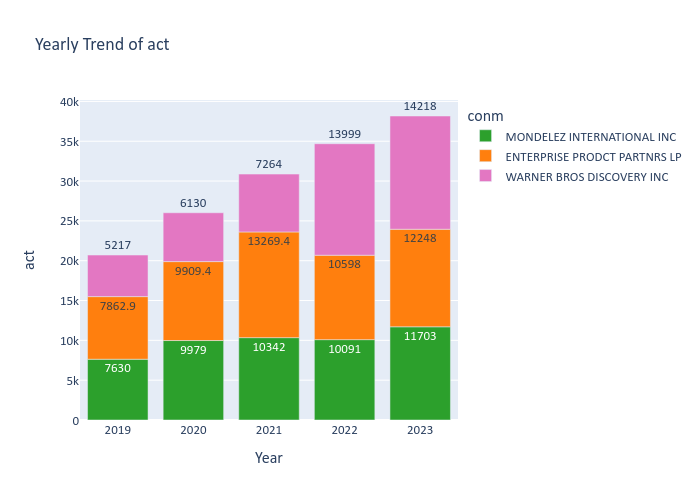 Yearly Trend of act
conm
MONDELEZ INTERNATIONAL INC
ENTERPRISE PRODCT PARTNRS LP
WARNER BROS DISCOVERY INC
act
40k
35k
30k
25k
20k
15k
10k
5k
0
5217
6130
7264
13999
14218
7862.9
9909.4
13269.4
10598
12248
7630
9979
10342
10091
11703
2019
2020
2021
2022
2023
Year